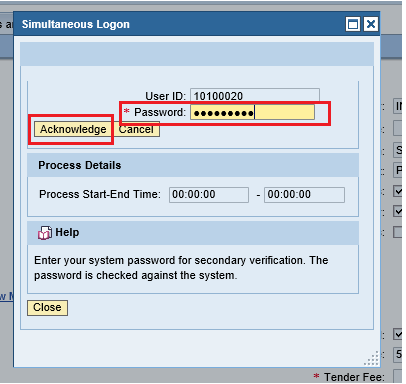 Simultaneous Logon
User ID: 10100020
* Password: ●●●●●●●●●
Acknowledge Cancel
Process Details
Process Start-End Time: 00:00:00 - 00:00:00
Help
Enter your system password for secondary verification. The
password is checked against the system.
Close
* Tender Fee: